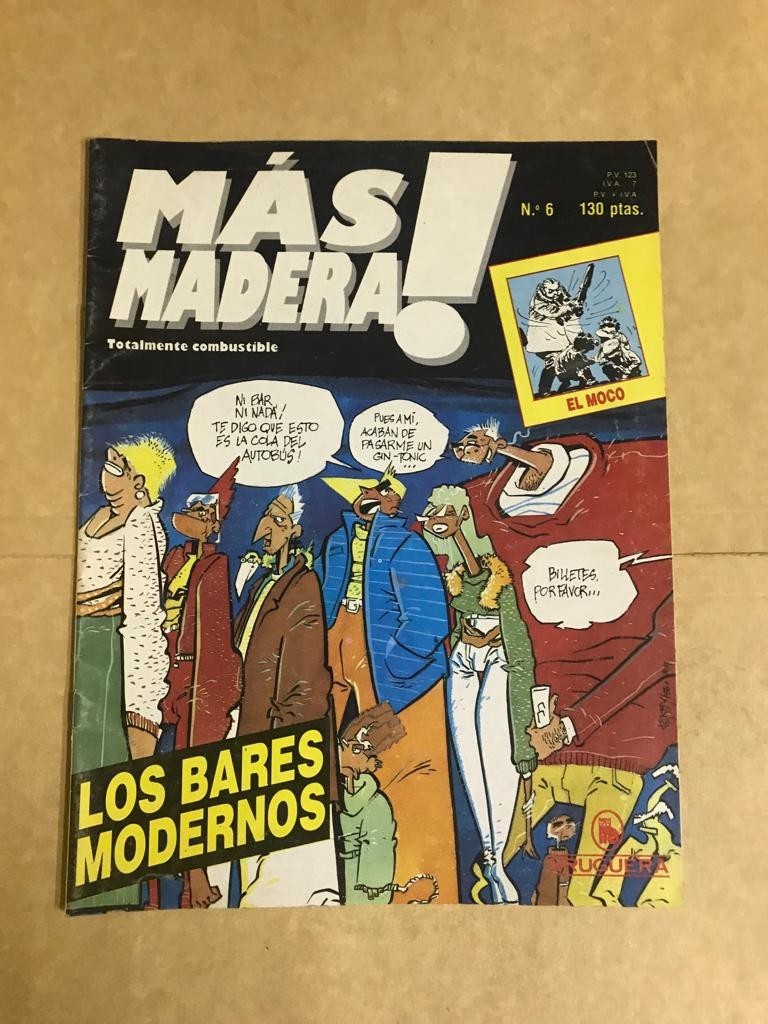 MÁS
MADERA!
Totalmente combustible
P.V. 123
I.V.A. 7
P.V. + I.V.A.
N.º 6 130 ptas.
EL MOCO
NI BAR
NI NADA!
TE DIGO QUE ESTO
ES LA COLA DEL
AUTOBÚS!
PUES A MÍ,
ACABAN DE
PASARME UN
GIN-TONIC
...
BILLETES,
POR FAVOR...
LOS BARES
MODERNOS
BRUGUERA